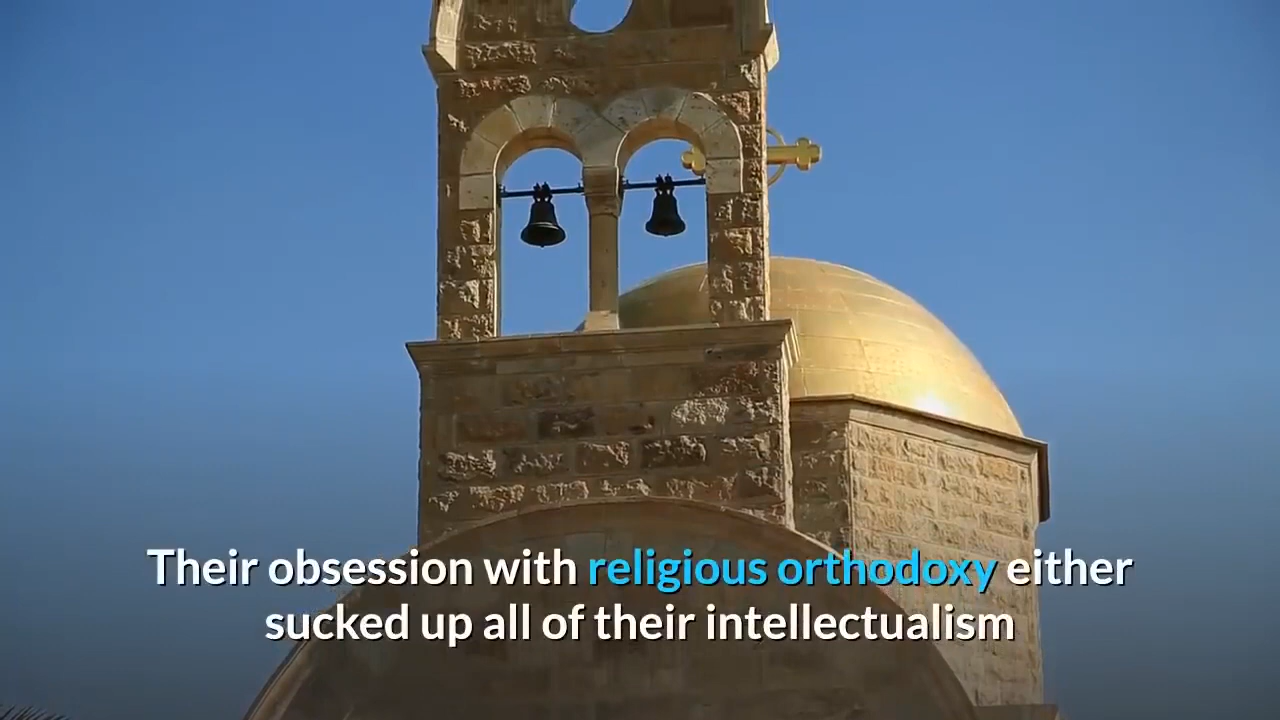 Their obsession with religious orthodoxy either
sucked up all of their intellectualism